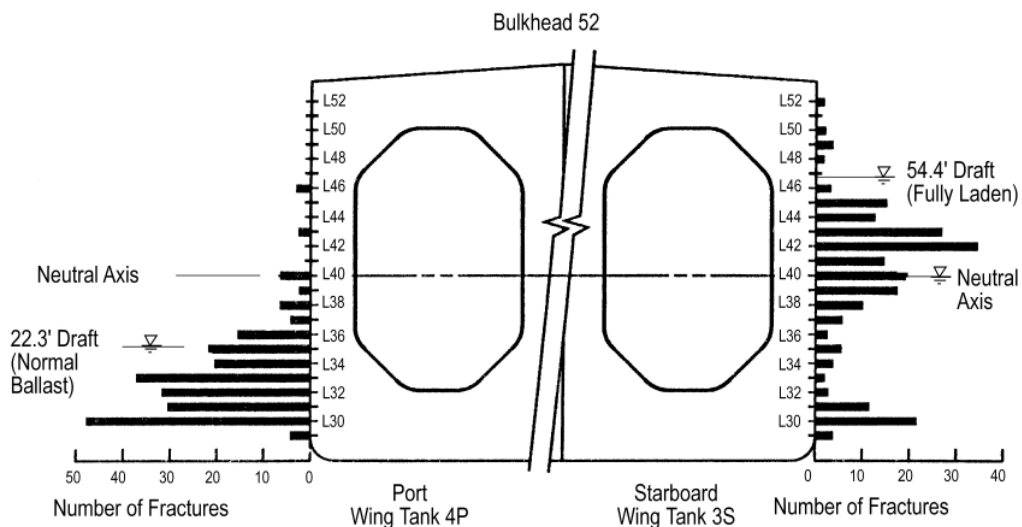 Bulkhead 52
L52
L50
L48
L46
L44
L42
L40
L38
L36
L34
L32
L30
L52
L50
L48
L46
L44
L42
L40
L38
L36
L34
L32
L30
Neutral Axis
22.3' Draft
(Normal
Ballast)
54.4' Draft
(Fully Laden)
Neutral
Axis
50 40 30 20 10 0
0 10 20 30 40
Number of Fractures
Port
Wing Tank 4P
Starboard
Wing Tank 3S
Number of Fractures